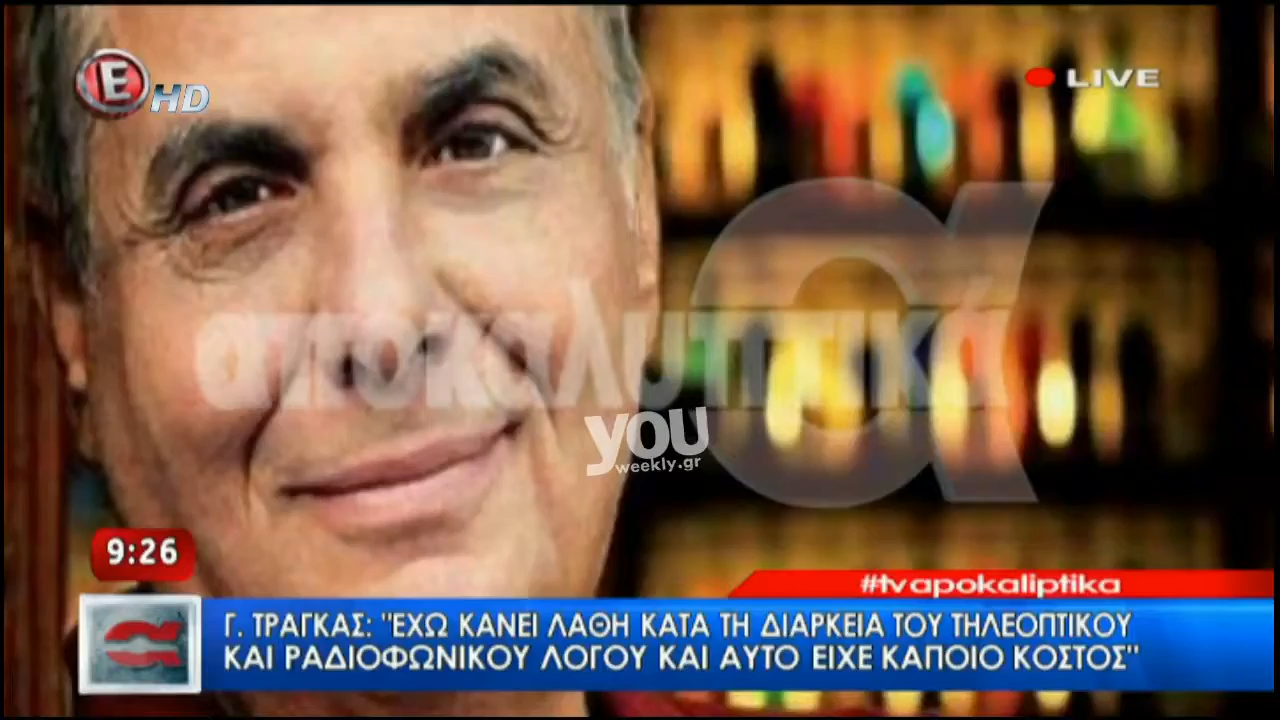 E HD
LIVE
α
αποκαλυπτικά
you
weekly.gr
9:26
#tvapokaliptika
Γ. ΤΡΑΓΚΑΣ: "ΕΧΩ ΚΑΝΕΙ ΛΑΘΗ ΚΑΤΑ ΤΗ ΔΙΑΡΚΕΙΑ ΤΟΥ ΤΗΛΕΟΠΤΙΚΟΥ
ΚΑΙ ΡΑΔΙΟΦΩΝΙΚΟΥ ΛΟΓΟΥ ΚΑΙ ΑΥΤΟ ΕΙΧΕ ΚΑΠΟΙΟ ΚΟΣΤΟΣ"